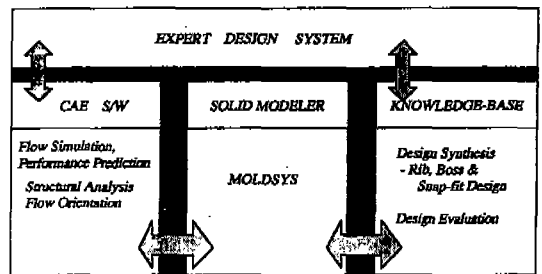 EXPERT DESIGN SYSTEM
CAE S/W
SOLID MODELER
KNOWLEDGE-BASE
Flow Simulation,
Performance Prediction
Structural Analysis
Flow Orientation
MOLDSYS
Design Synthesis
- Rib, Boss &
Snap-fit Design
Design Evaluation